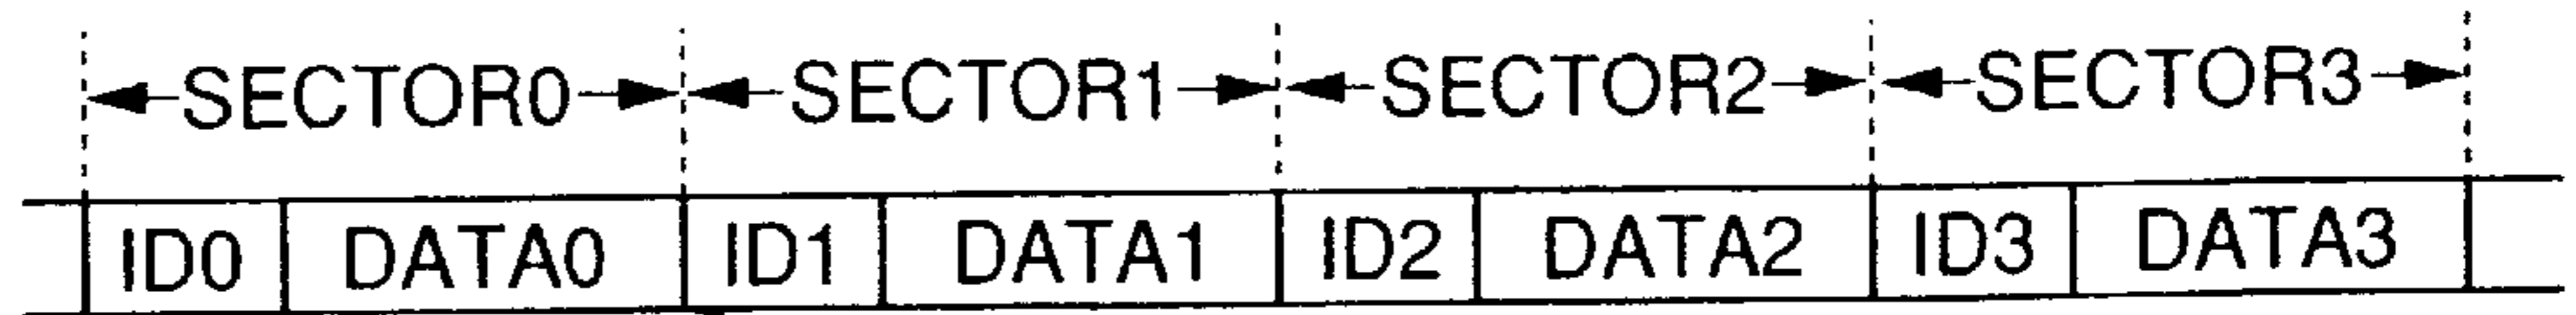 SECTOR0 SECTOR1 SECTOR2 SECTOR3
ID0 DATA0 ID1 DATA1 ID2 DATA2 ID3 DATA3